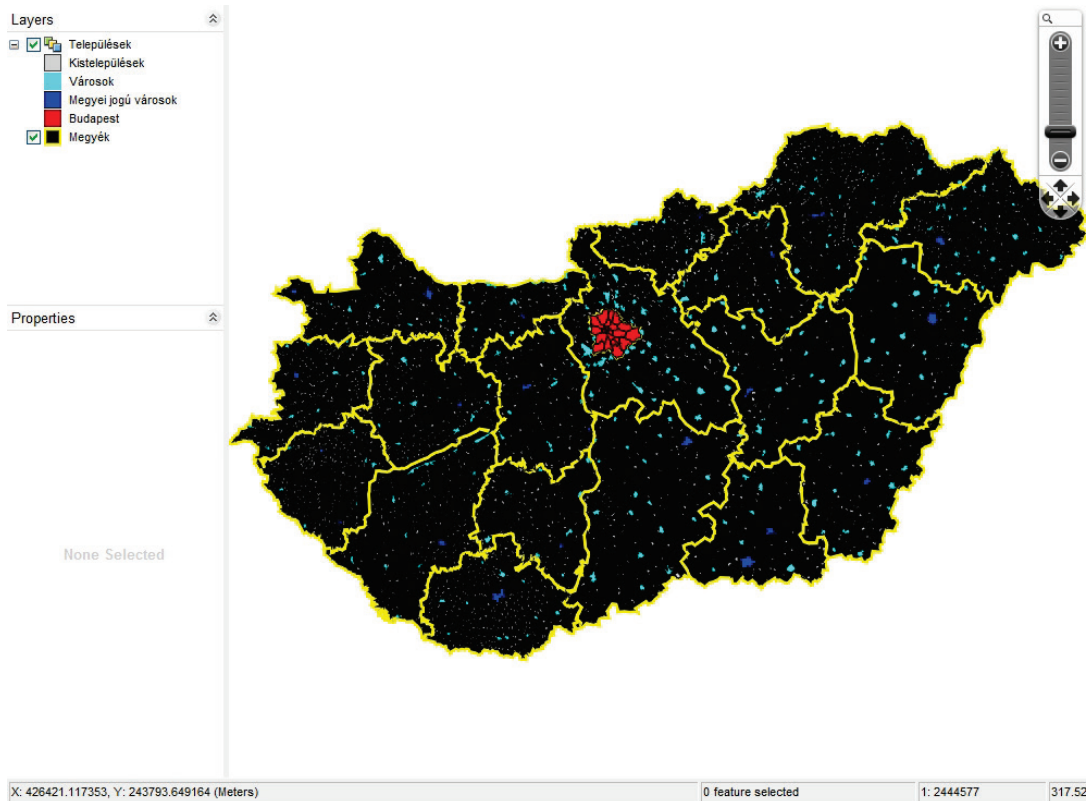 Layers
Települések
Kistelepülések
Városok
Megyei jogú városok
Budapest
Megyék
Properties
None Selected
X: 426421.117353, Y: 243793.649164 (Meters)
0 feature selected
1: 2444577
317.52